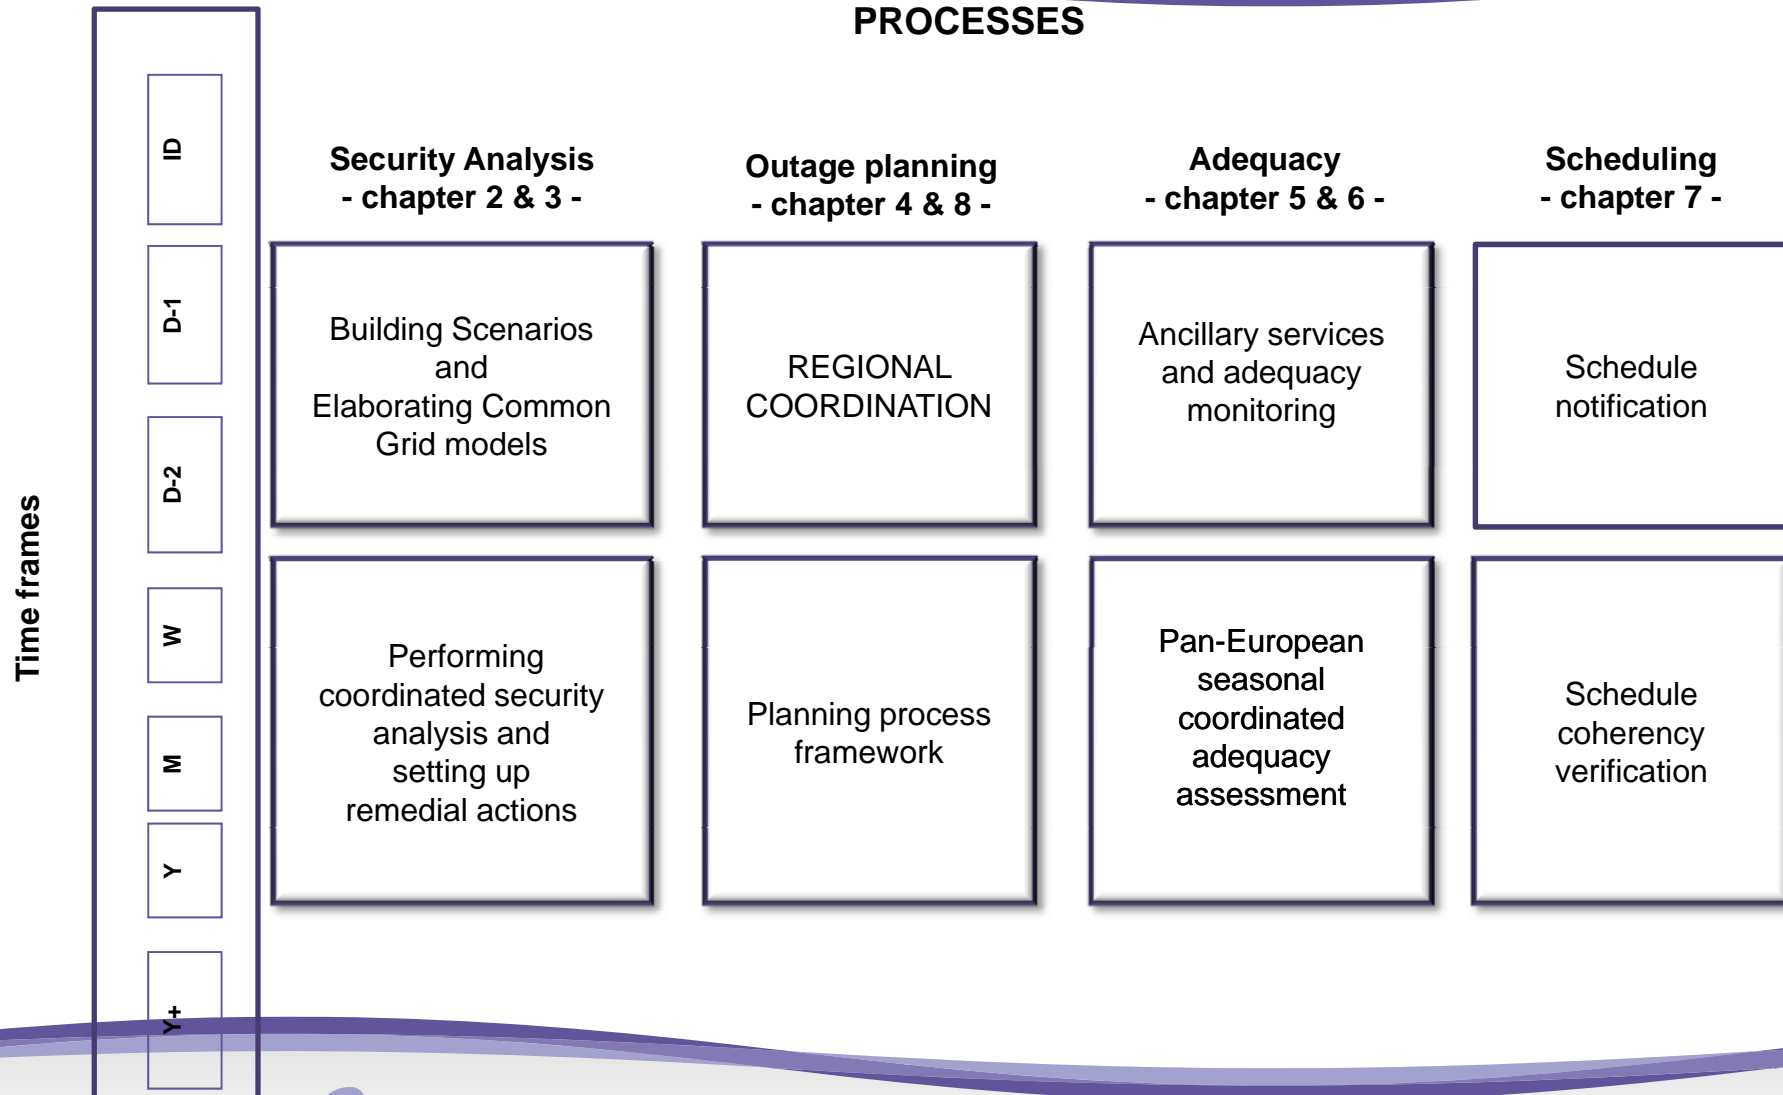 PROCESSES
Time frames
ID
D-1
D-2
W
M
Y
Y+
Security Analysis
- chapter 2 & 3 -
Building Scenarios
and
Elaborating Common
Grid models
Performing
coordinated security
analysis and
setting up
remedial actions
Outage planning
- chapter 4 & 8 -
REGIONAL
COORDINATION
Planning process
framework
Adequacy
- chapter 5 & 6 -
Ancillary services
and adequacy
monitoring
Pan-European
seasonal
coordinated
adequacy
assessment
Scheduling
- chapter 7 -
Schedule
notification
Schedule
coherency
verification